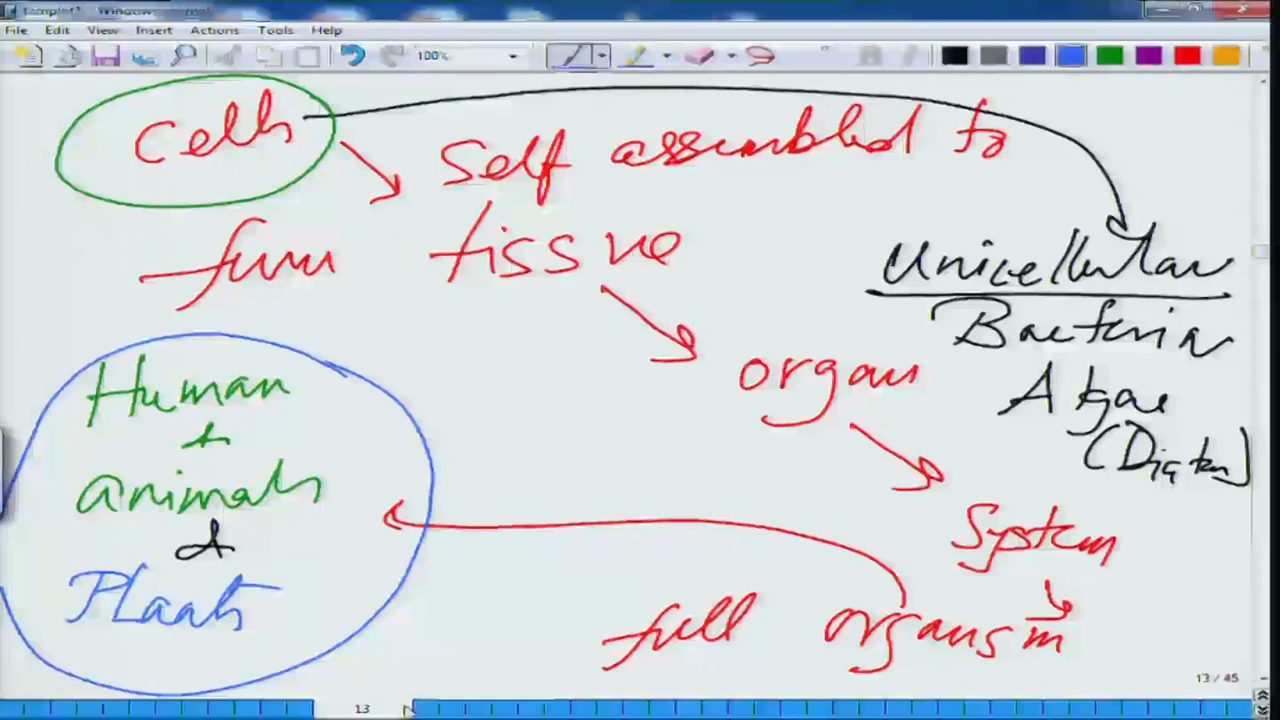 File Edit View Insert Actions Tools Help
100%
Cells
Self assembled to
form tissue
Unicellular
Bacteria
organ
Algae
(Diatom)
Human
+
animals
&
Plants
System
full organism
13 / 45
13